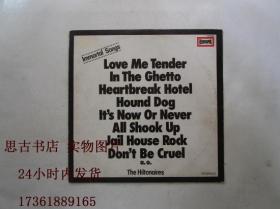 Immortal Songs
EUROPA
Love Me Tender
In The Ghetto
Heartbreak Hotel
Hound Dog
It's Now Or Never
All Shook Up
Jail House Rock
Don't Be Cruel
u.a.
The Hiltonaires
思古书店 实物图片
24小时内发货
17361889165